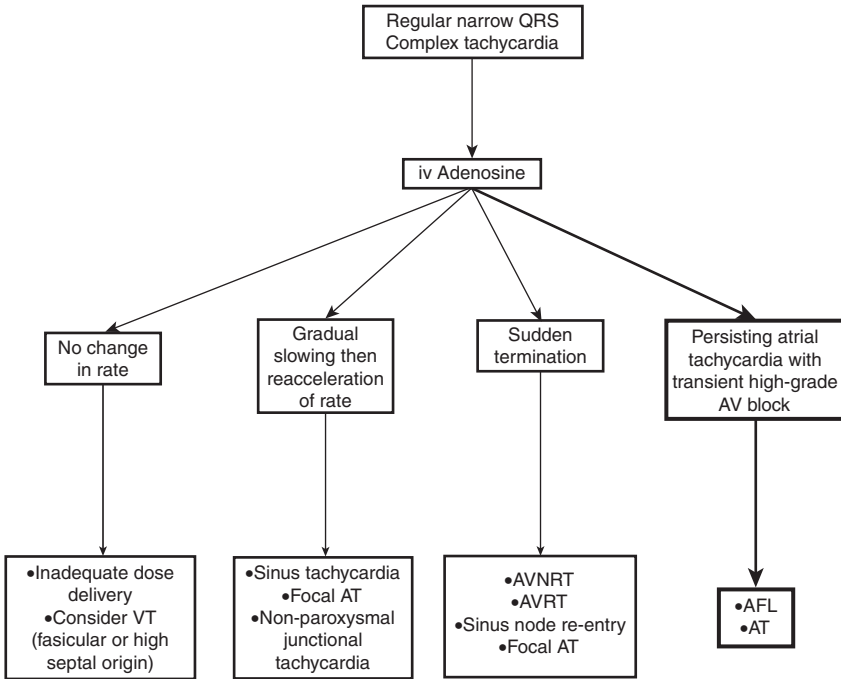 Regular narrow QRS
Complex tachycardia
iv Adenosine
No change
in rate
Gradual
slowing then
reacceleration
of rate
Sudden
termination
Persisting atrial
tachycardia with
transient high-grade
AV block
•Inadequate dose
delivery
•Consider VT
(fasicular or high
septal origin)
•Sinus tachycardia
•Focal AT
•Non-paroxysmal
junctional
tachycardia
•AVNRT
•AVRT
•Sinus node re-entry
•Focal AT
•AFL
•AT